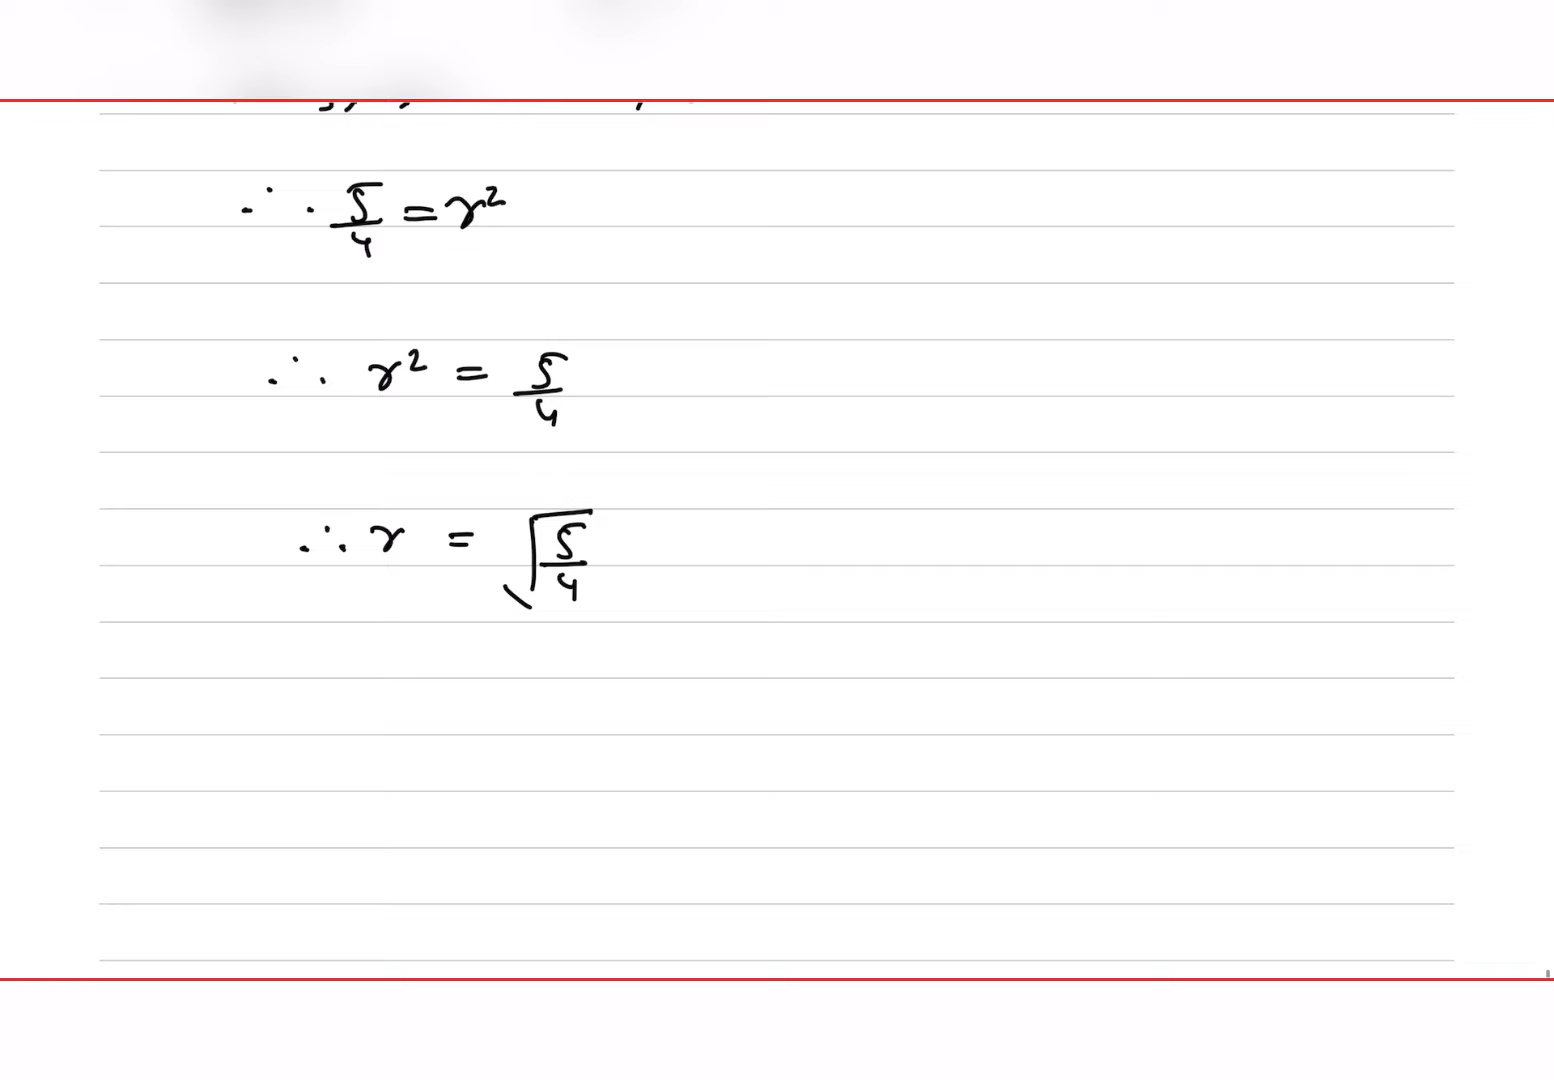 ∴ 5/4 = r²
∴ r² = 5/4
∴ r = √(5/4)